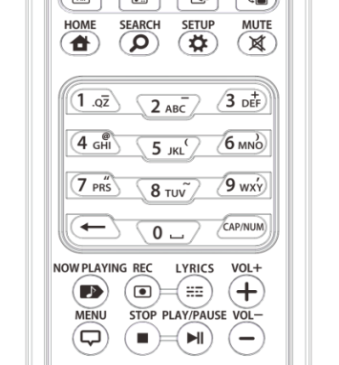 HOME SEARCH SETUP MUTE
1 .QZ 2 ABC 3 DEF
4 GHI 5 JKL 6 MNO
7 PRS 8 TUV 9 WXY
0 CAP/NUM
NOW PLAYING REC LYRICS VOL+
MENU STOP PLAY/PAUSE VOL−